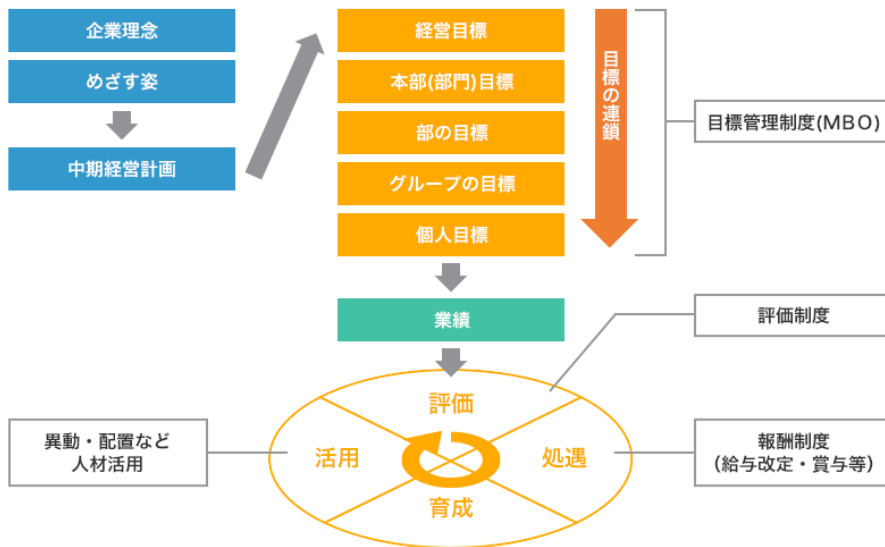 企業理念
めざす姿
中期経営計画
経営目標
本部(部門)目標
部の目標
グループの目標
個人目標
目標の連鎖
目標管理制度(MBO)
業績
評価制度
評価
活用
処遇
育成
異動・配置など
人材活用
報酬制度
(給与改定・賞与等)